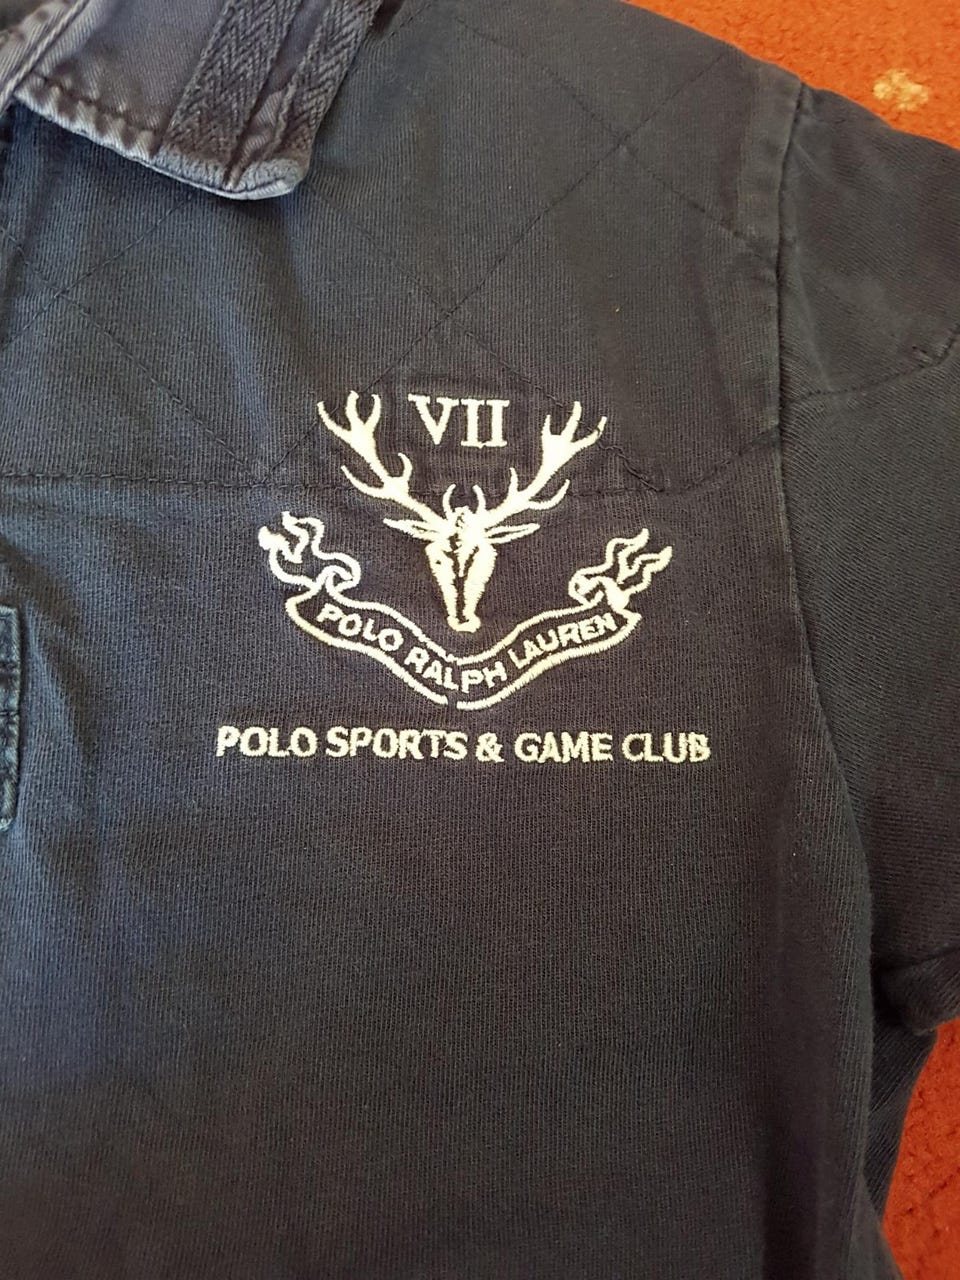 VII
POLO RALPH LAUREN
POLO SPORTS & GAME CLUB